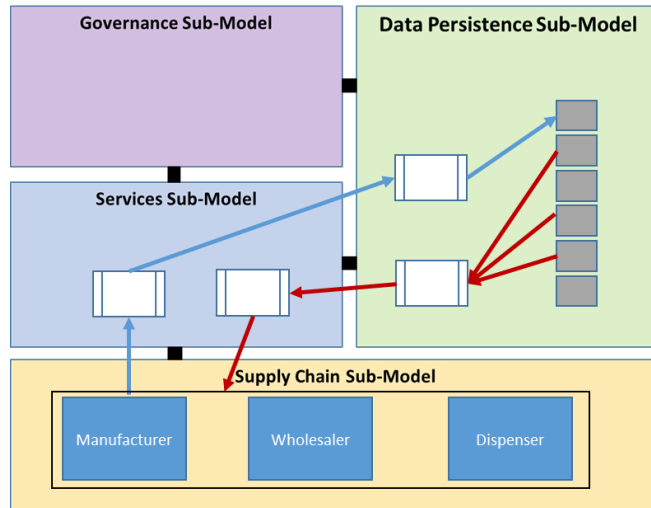 Governance Sub-Model
Data Persistence Sub-Model
Services Sub-Model
Supply Chain Sub-Model
Manufacturer
Wholesaler
Dispenser